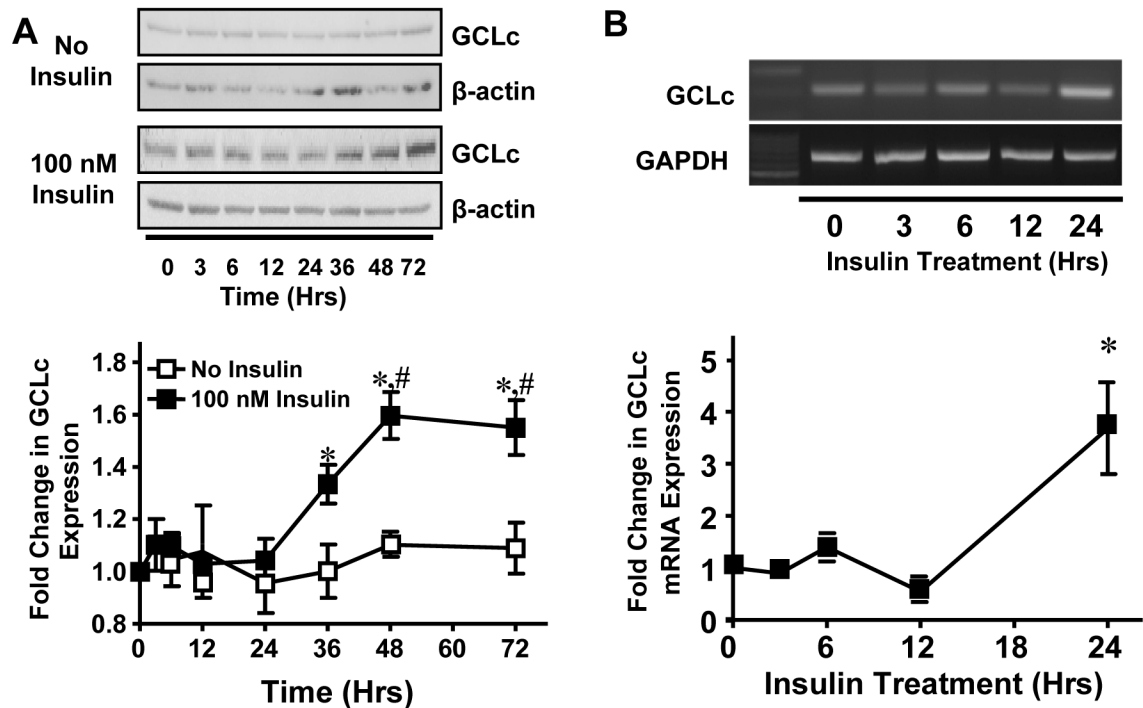 A
No
Insulin
GCLc
β-actin
100 nM
Insulin
GCLc
β-actin
0 3 6 12 24 36 48 72
Time (Hrs)
Fold Change in GCLc
Expression
1.8
1.6
1.4
1.2
1.0
0.8
No Insulin
100 nM Insulin
*
*,#
*,#
0 12 24 36 48 60 72
Time (Hrs)
B
GCLc
GAPDH
0 3 6 12 24
Insulin Treatment (Hrs)
Fold Change in GCLc
mRNA Expression
5
4
3
2
1
0
*
0 6 12 18 24
Insulin Treatment (Hrs)